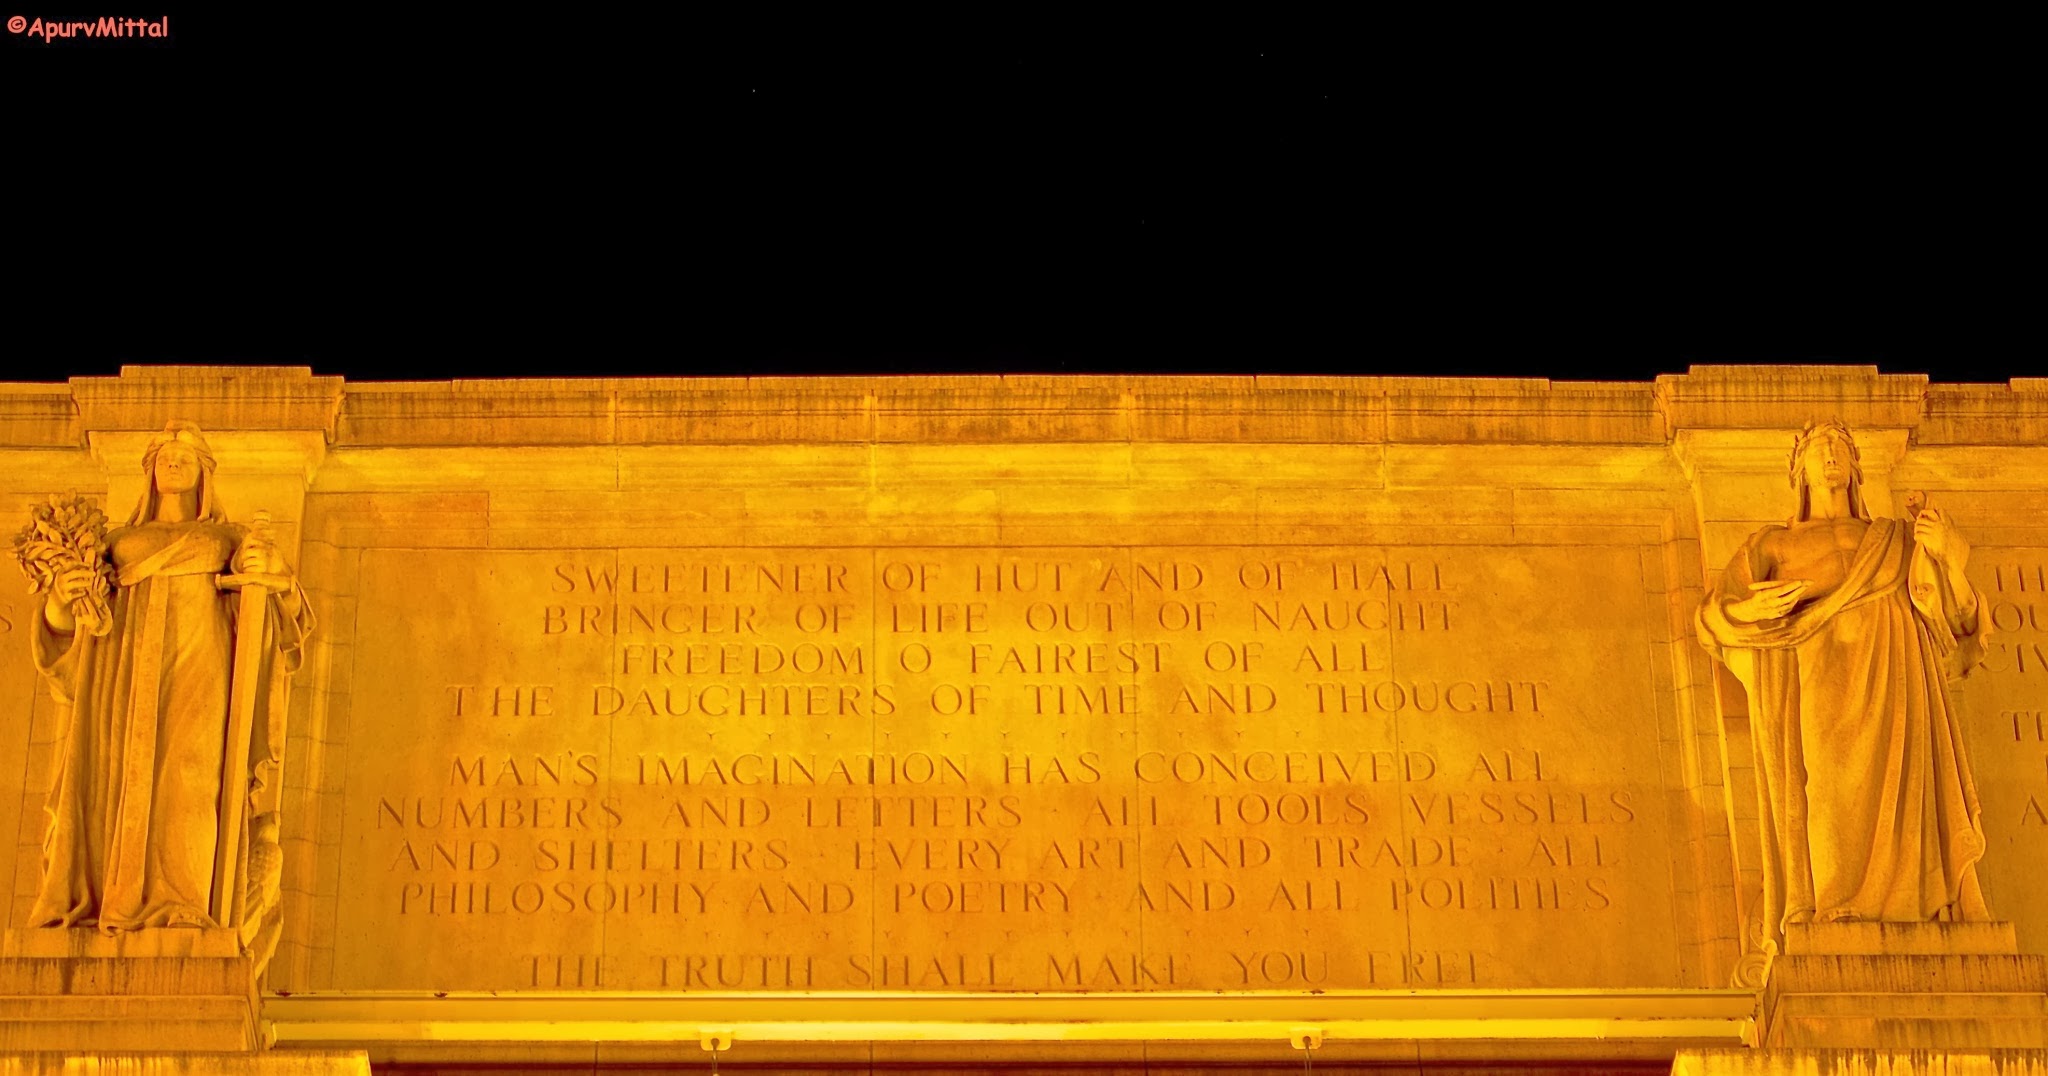 ©ApurvMittal
SWEETENER OF HUT AND OF HALL
BRINGER OF LIFE OUT OF NAUGHT
FREEDOM O FAIREST OF ALL
THE DAUGHTERS OF TIME AND THOUGHT
MAN'S IMAGINATION HAS CONCEIVED ALL
NUMBERS AND LETTERS · ALL TOOLS VESSELS
AND SHELTERS · EVERY ART AND TRADE · ALL
PHILOSOPHY AND POETRY · AND ALL POLITIES
THE TRUTH SHALL MAKE YOU FREE